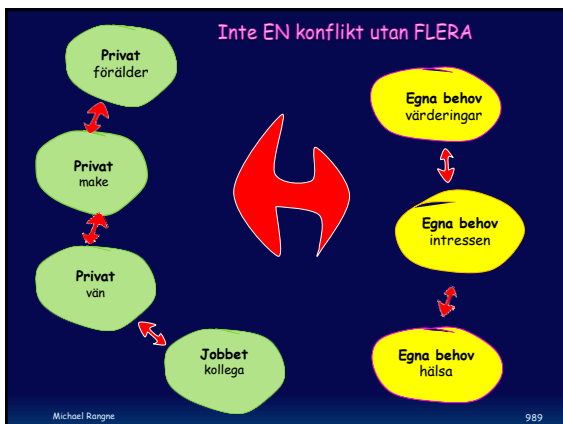 Inte EN konflikt utan FLERA
Privat
förälder
Privat
make
Privat
vän
Jobbet
kollega
Egna behov
värderingar
Egna behov
intressen
Egna behov
hälsa
Michael Rangne
989